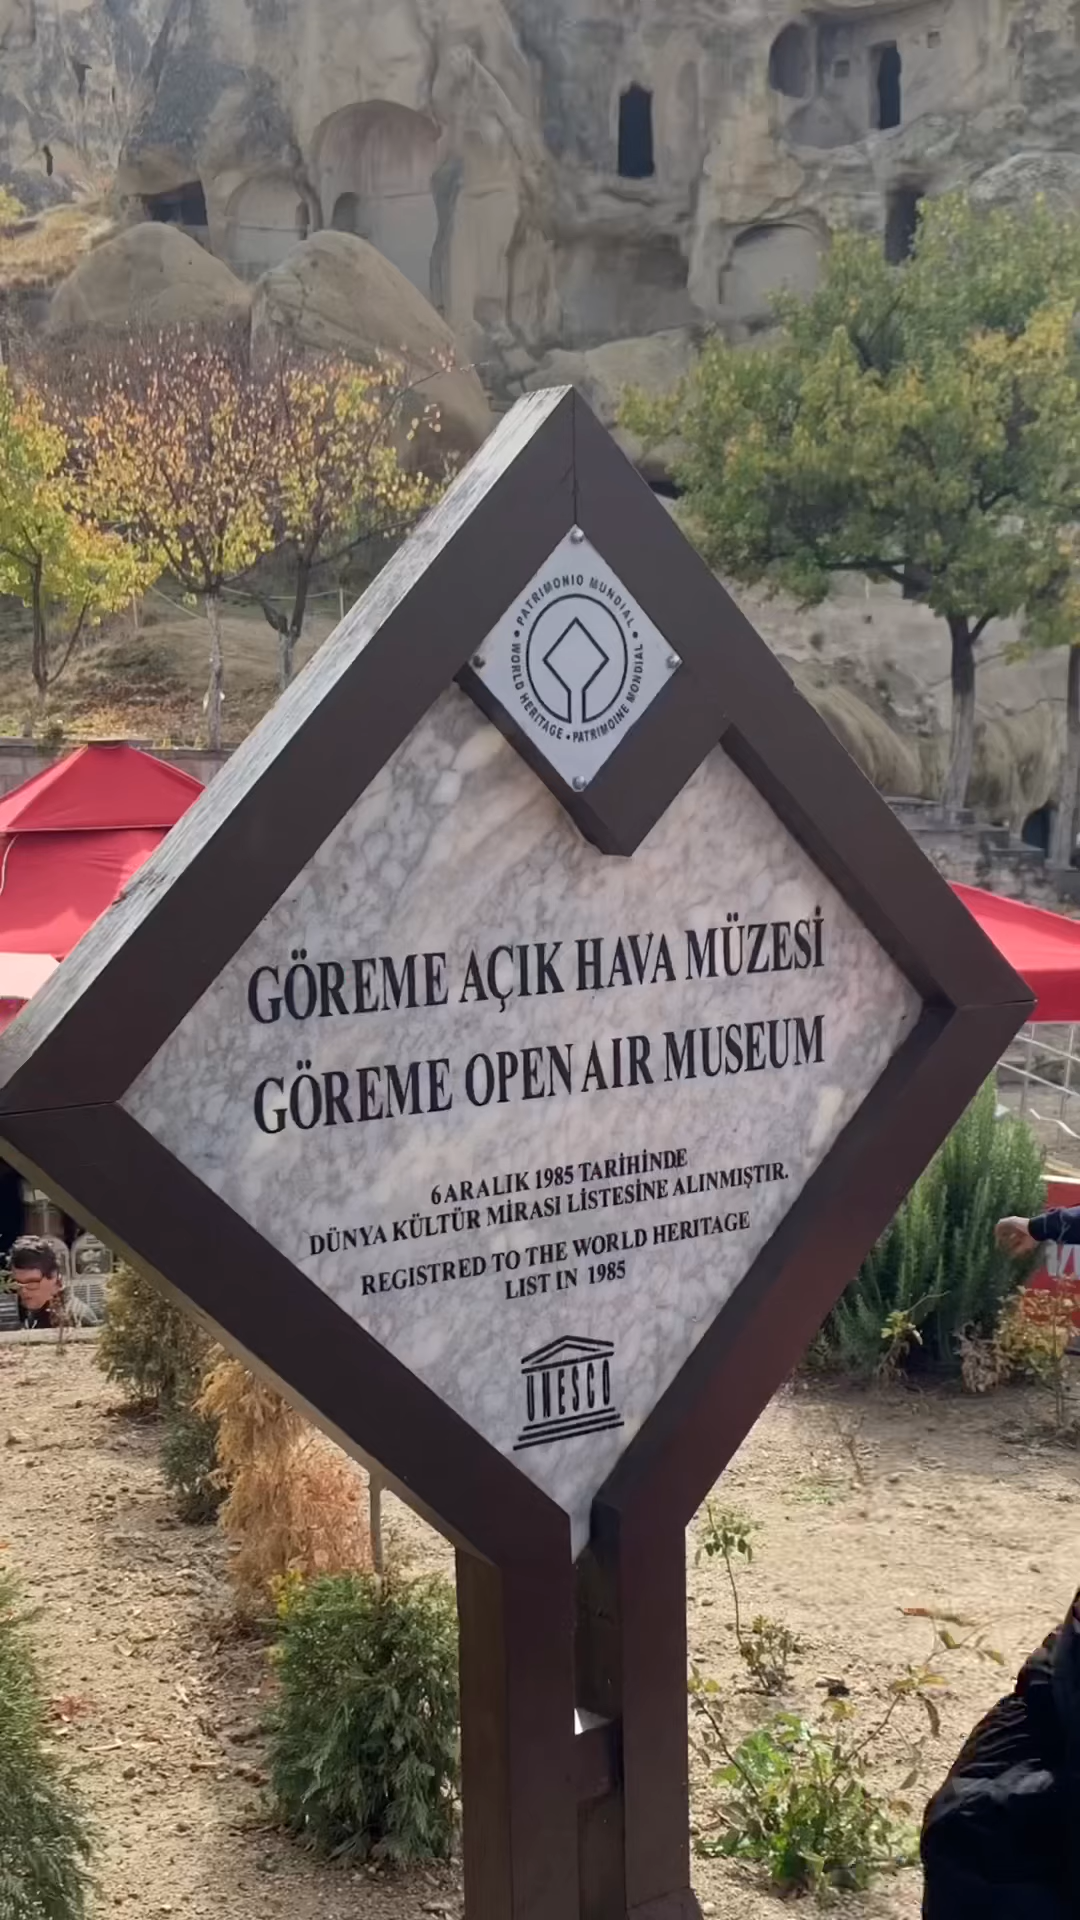 • PATRIMONIO MUNDIAL •
WORLD HERITAGE • PATRIMOINE MONDIAL
GÖREME AÇIK HAVA MÜZESİ
GÖREME OPEN AIR MUSEUM
6 ARALIK 1985 TARİHİNDE
DÜNYA KÜLTÜR MİRASI LİSTESİNE ALINMIŞTIR.
REGISTRED TO THE WORLD HERITAGE
LIST IN 1985
UNESCO